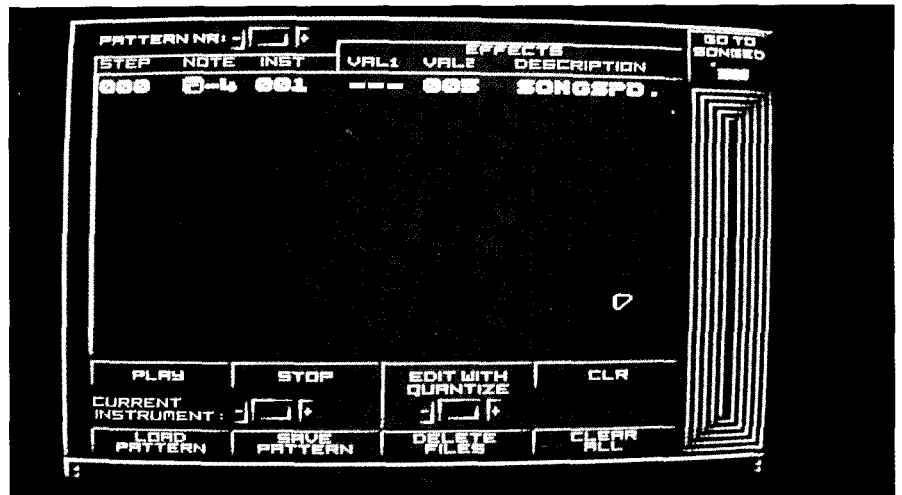 PATTERN NR: - +
GO TO
SONGED
EFFECTS
STEP NOTE INST VAL1 VAL2 DESCRIPTION
000 001 --- 005 SONGSPD.
PLAY STOP EDIT WITH
QUANTIZE CLR
CURRENT
INSTRUMENT: - + - +
LOAD
PATTERN SAVE
PATTERN DELETE
FILES CLEAR
ALL